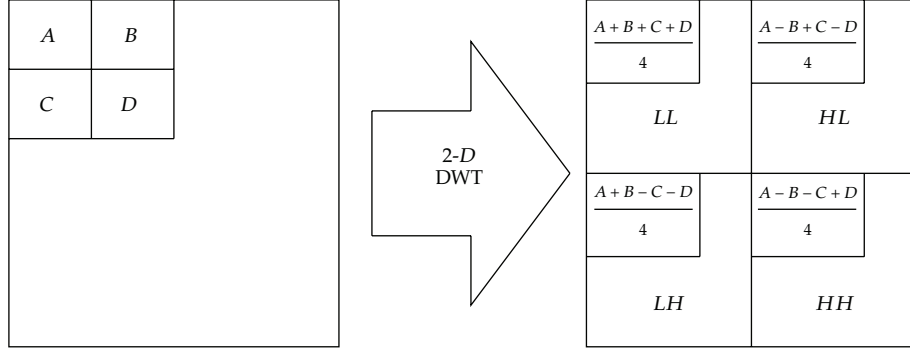 A B
C D
2-D
DWT
A + B + C + D
4
A − B + C − D
4
LL HL
A + B − C − D
4
A − B − C + D
4
LH HH